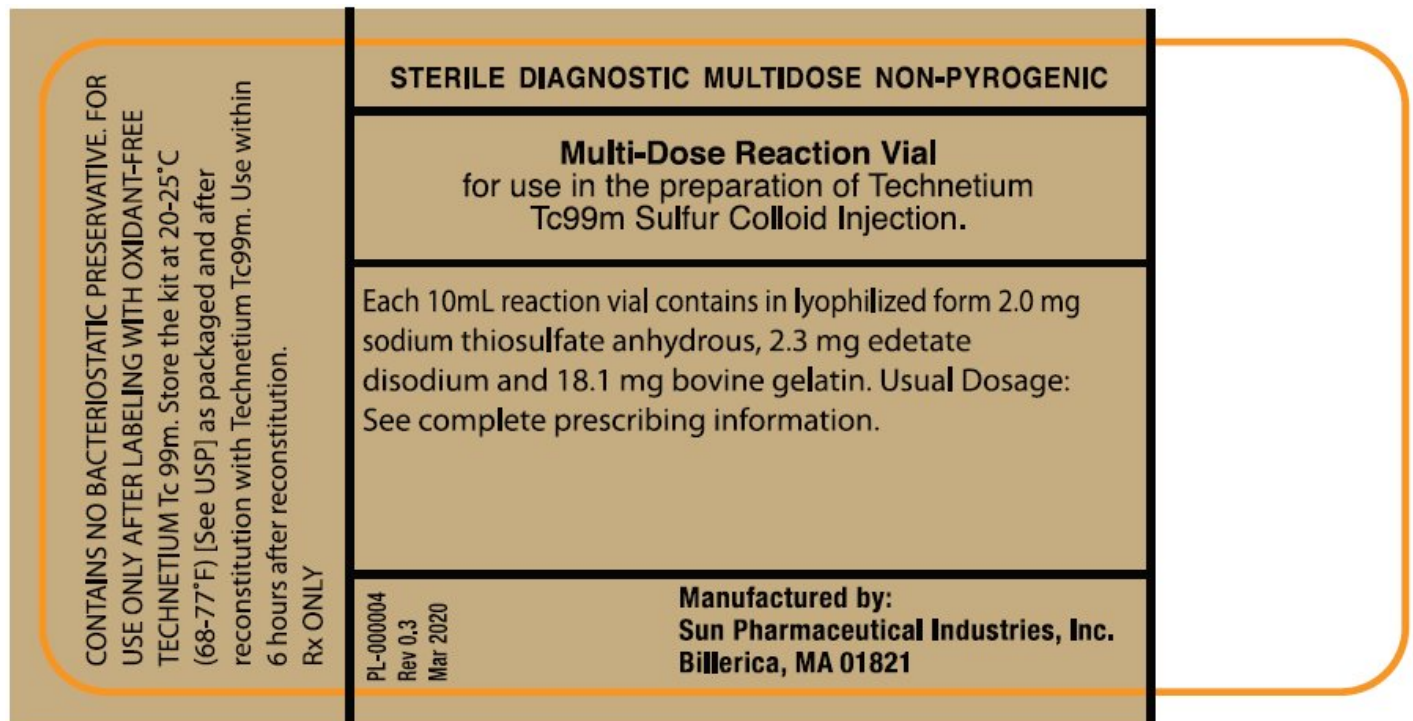 CONTAINS NO BACTERIOSTATIC PRESERVATIVE. FOR
USE ONLY AFTER LABELING WITH OXIDANT-FREE
TECHNETIUM Tc 99m. Store the kit at 20-25˚C
(68-77˚F) [See USP] as packaged and after
reconstitution with Technetium Tc99m. Use within
6 hours after reconstitution.
Rx ONLY
STERILE DIAGNOSTIC MULTIDOSE NON-PYROGENIC
Multi-Dose Reaction Vial
for use in the preparation of Technetium
Tc99m Sulfur Colloid Injection.
Each 10mL reaction vial contains in lyophilized form 2.0 mg
sodium thiosulfate anhydrous, 2.3 mg edetate
disodium and 18.1 mg bovine gelatin. Usual Dosage:
See complete prescribing information.
PL-000004
Rev 0.3
Mar 2020
Manufactured by:
Sun Pharmaceutical Industries, Inc.
Billerica, MA 01821